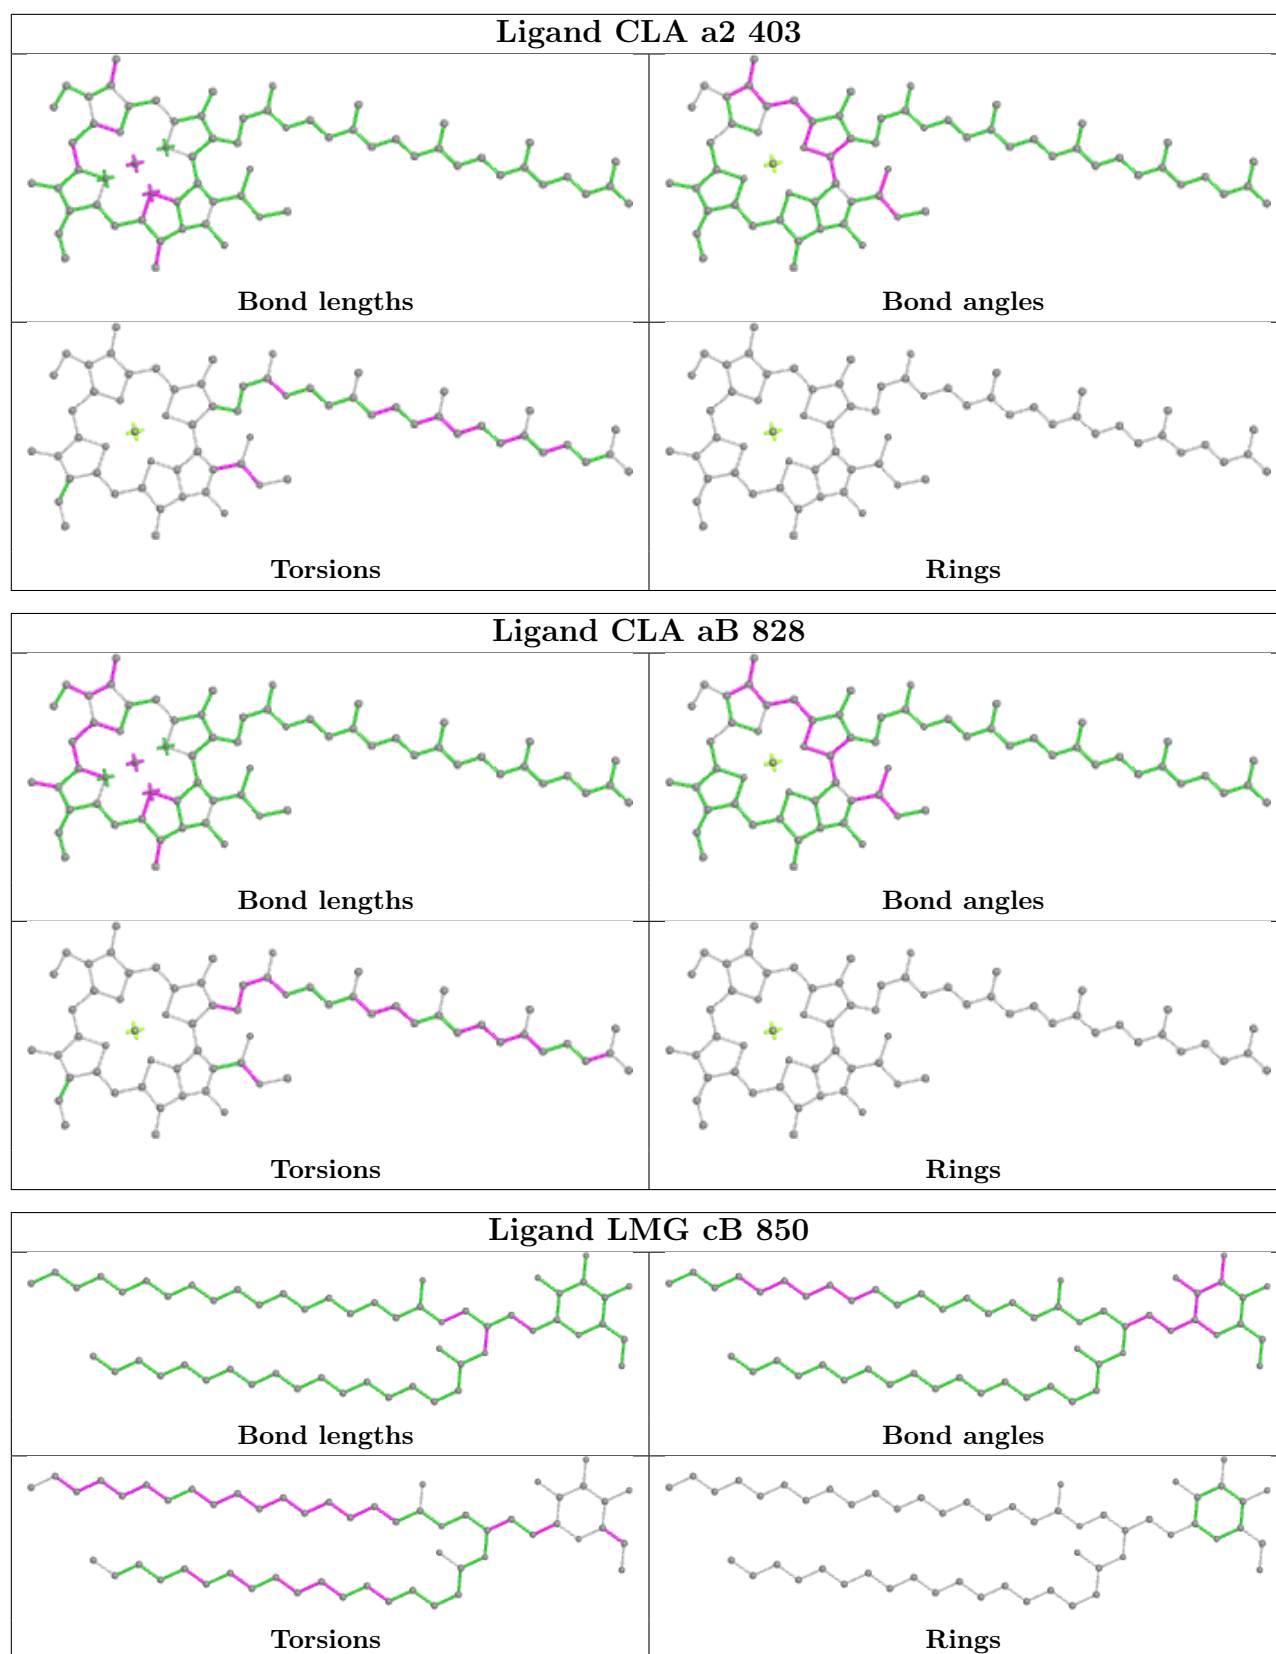 Ligand CLA a2 403
Bond lengths
Bond angles
Torsions
Rings
Ligand CLA aB 828
Bond lengths
Bond angles
Torsions
Rings
Ligand LMG cB 850
Bond lengths
Bond angles
Torsions
Rings